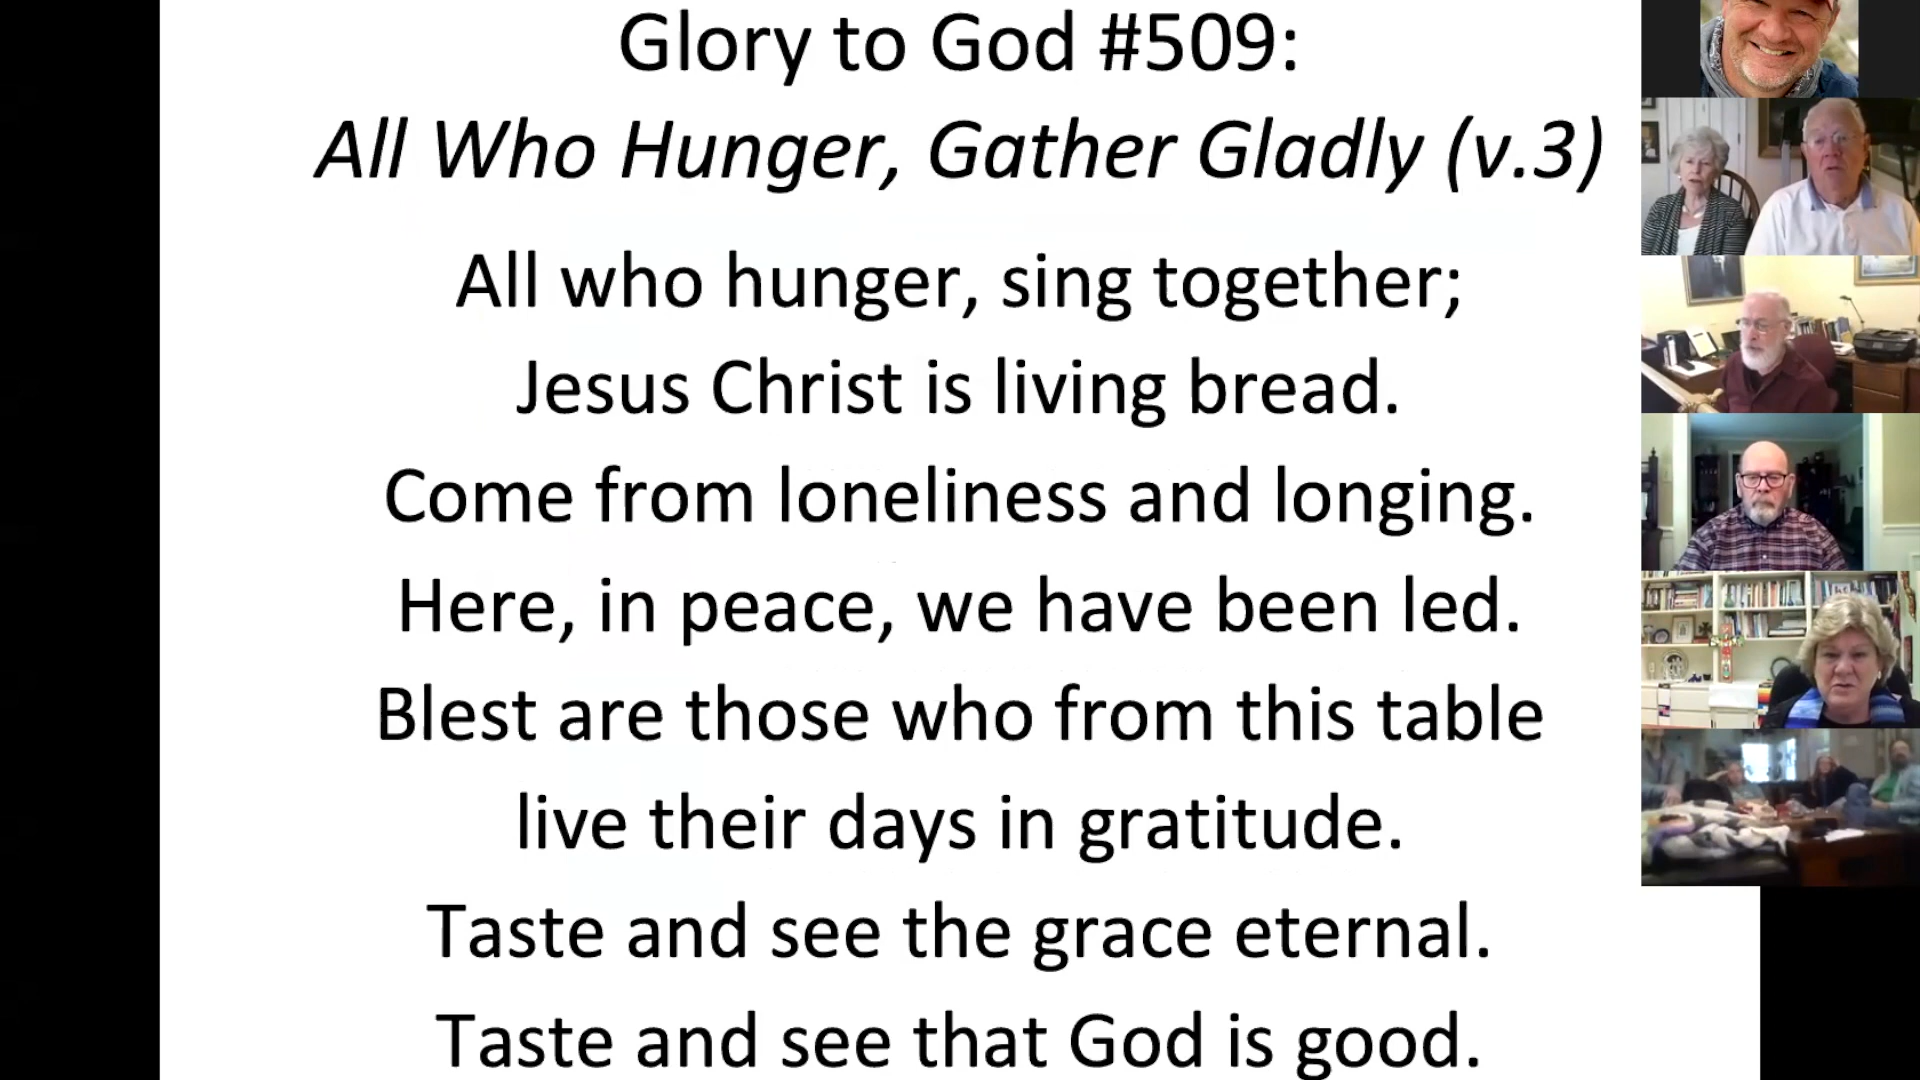 Glory to God #509:
All Who Hunger, Gather Gladly (v.3)
All who hunger, sing together;
Jesus Christ is living bread.
Come from loneliness and longing.
Here, in peace, we have been led.
Blest are those who from this table
live their days in gratitude.
Taste and see the grace eternal.
Taste and see that God is good.